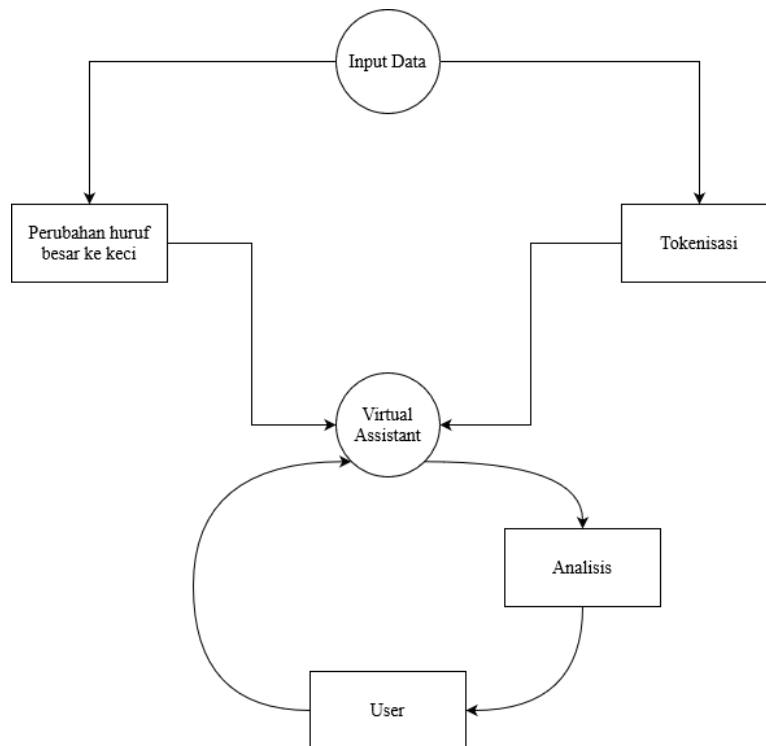 Input Data
Perubahan huruf
besar ke keci
Tokenisasi
Virtual
Assistant
Analisis
User